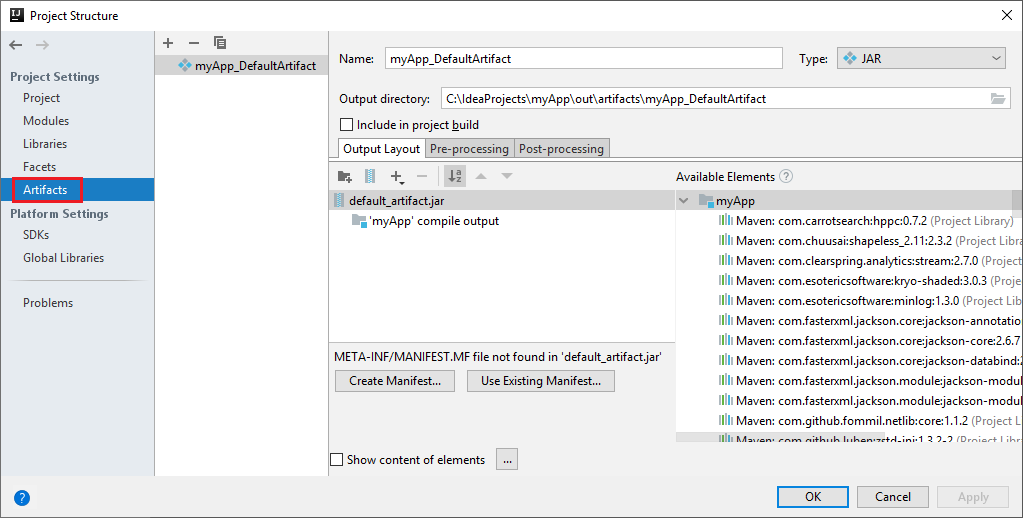 Project Structure
Project Settings
Project
Modules
Libraries
Facets
Artifacts
Platform Settings
SDKs
Global Libraries
Problems
myApp_DefaultArtifact
Name: myApp_DefaultArtifact Type: JAR
Output directory: C:\IdeaProjects\myApp\out\artifacts\myApp_DefaultArtifact
Include in project build
Output Layout Pre-processing Post-processing
Available Elements ?
default_artifact.jar
'myApp' compile output
META-INF/MANIFEST.MF file not found in 'default_artifact.jar'
Create Manifest... Use Existing Manifest...
myApp
Maven: com.carrotsearch:hppc:0.7.2 (Project Library)
Maven: com.chuusai:shapeless_2.11:2.3.2 (Project Libra
Maven: com.clearspring.analytics:stream:2.7.0 (Project
Maven: com.esotericsoftware:kryo-shaded:3.0.3 (Projec
Maven: com.esotericsoftware:minlog:1.3.0 (Project Libr
Maven: com.fasterxml.jackson.core:jackson-annotatio
Maven: com.fasterxml.jackson.core:jackson-core:2.6.7
Maven: com.fasterxml.jackson.core:jackson-databind:2
Maven: com.fasterxml.jackson.module:jackson-modul
Maven: com.fasterxml.jackson.module:jackson-modul
Maven: com.github.fommil.netlib:core:1.1.2 (Project L
Maven: com.github.luben:zstd-jni:1.3.2-2 (Project Lib
Show content of elements ...
? OK Cancel Apply